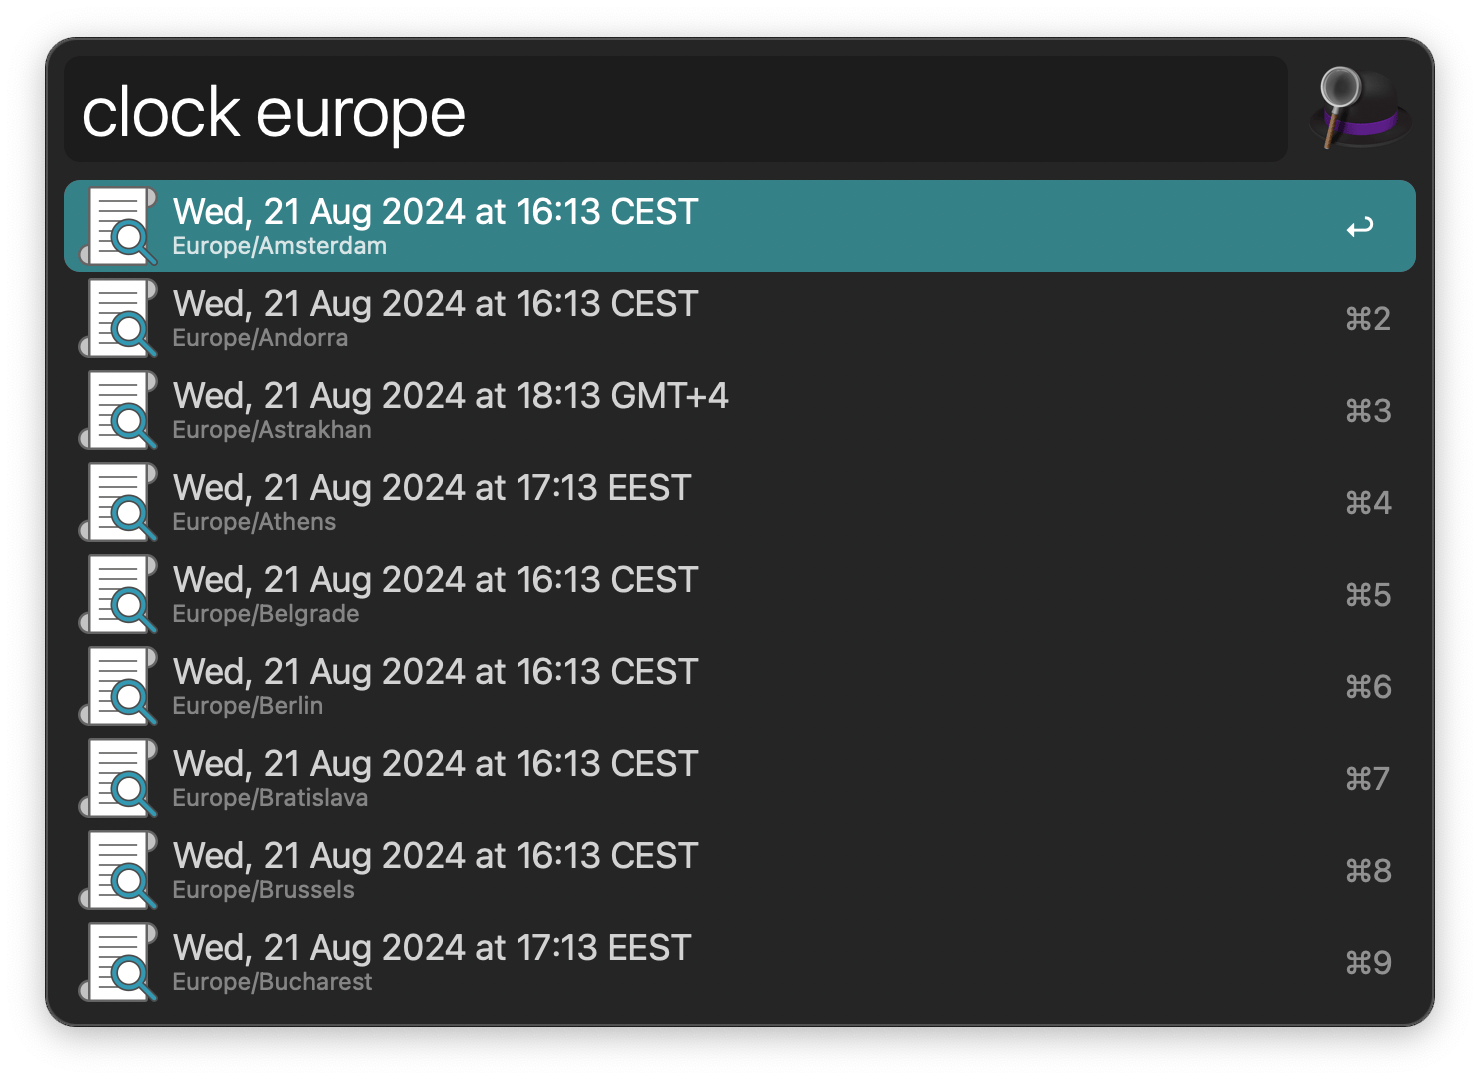 clock europe
Wed, 21 Aug 2024 at 16:13 CEST
Europe/Amsterdam
↩
Wed, 21 Aug 2024 at 16:13 CEST
Europe/Andorra
⌘2
Wed, 21 Aug 2024 at 18:13 GMT+4
Europe/Astrakhan
⌘3
Wed, 21 Aug 2024 at 17:13 EEST
Europe/Athens
⌘4
Wed, 21 Aug 2024 at 16:13 CEST
Europe/Belgrade
⌘5
Wed, 21 Aug 2024 at 16:13 CEST
Europe/Berlin
⌘6
Wed, 21 Aug 2024 at 16:13 CEST
Europe/Bratislava
⌘7
Wed, 21 Aug 2024 at 16:13 CEST
Europe/Brussels
⌘8
Wed, 21 Aug 2024 at 17:13 EEST
Europe/Bucharest
⌘9